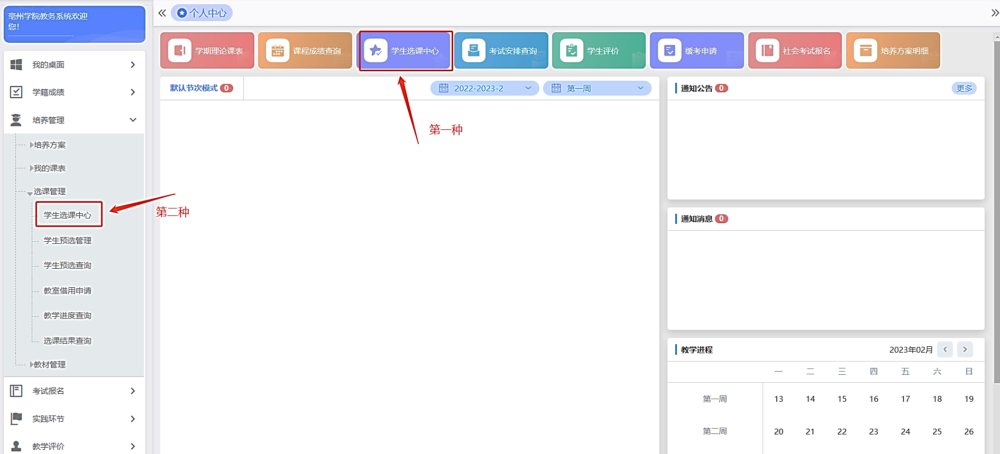 亳州学院教务系统欢迎
您!
个人中心
我的桌面
学籍成绩
培养管理
培养方案
我的课表
选课管理
学生选课中心
学生预选管理
学生预选查询
教室借用申请
教学进度查询
选课结果查询
教材管理
考试报名
实践环节
教学评价
学期理论课表
课程成绩查询
学生选课中心
考试安排查询
学生评价
缓考申请
社会考试报名
培养方案明细
默认节次模式 0
2022-2023-2
第一周
第一种
第二种
通知公告 0
更多
通知消息 0
教学进程
2023年02月
一 二 三 四 五 六 日
第一周 13 14 15 16 17 18 19
第二周 20 21 22 23 24 25 26